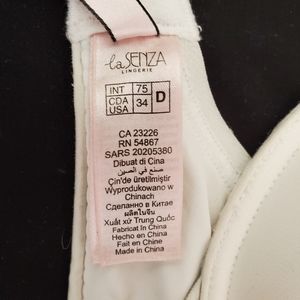 la SENZA
LINGERIE
INT 75 D
CDA USA 34
CA 23226
RN 54867
SARS 20205380
Dibuat di Cina
صنع في الصين
Çin'de üretilmiştir
Wyprodukowano w
Chinach
Сделанно в Китае
ผลิตในจีน
Xuất xứ Trung Quốc
Fabricat în China
Hecho en China
Fait en Chine
Made in China